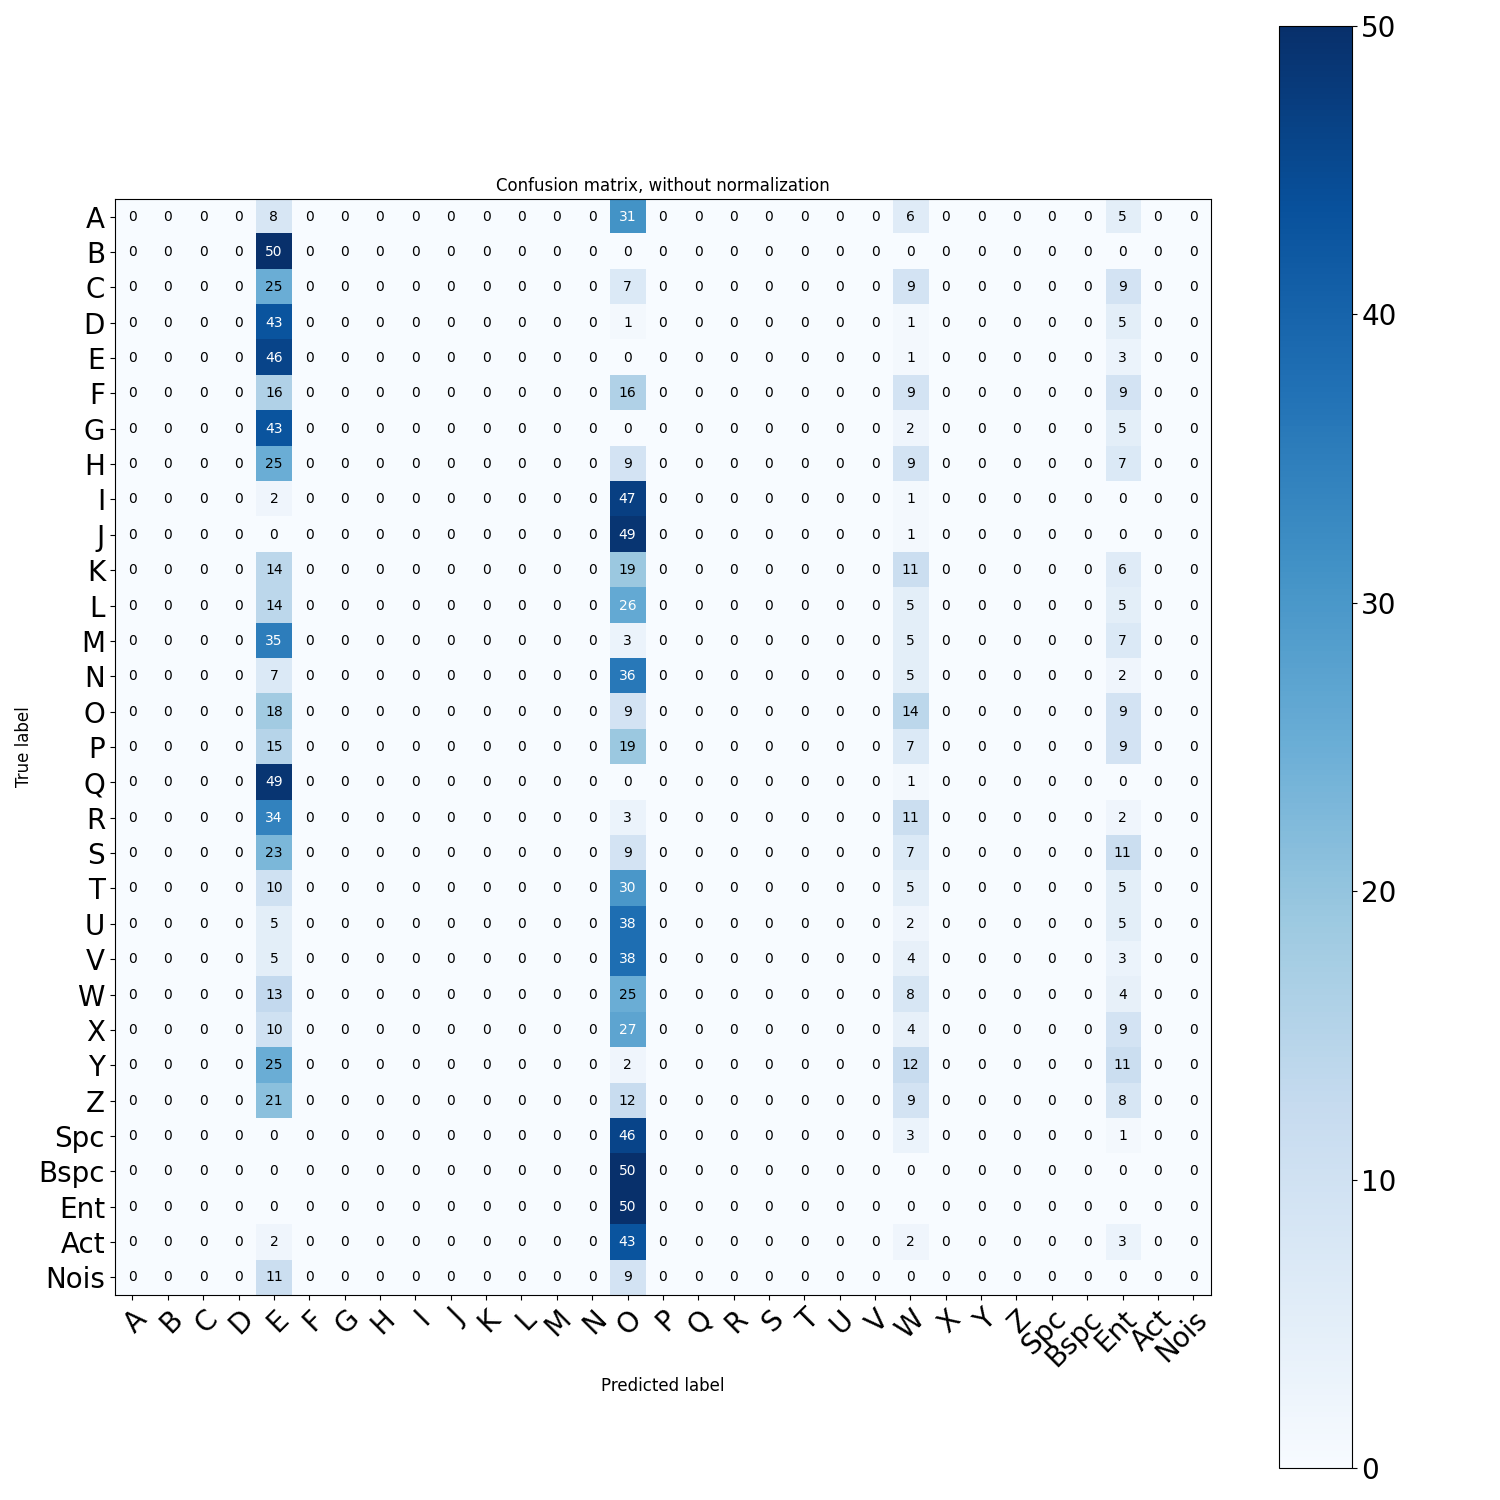 Confusion matrix, without normalization
A 0 0 0 0 8 0 0 0 0 0 0 0 0 0 31 0 0 0 0 0 0 0 6 0 0 0 0 0 5 0 0
B 0 0 0 0 50 0 0 0 0 0 0 0 0 0 0 0 0 0 0 0 0 0 0 0 0 0 0 0 0 0 0
C 0 0 0 0 25 0 0 0 0 0 0 0 0 0 7 0 0 0 0 0 0 0 9 0 0 0 0 0 9 0 0
D 0 0 0 0 43 0 0 0 0 0 0 0 0 0 1 0 0 0 0 0 0 0 1 0 0 0 0 0 5 0 0
E 0 0 0 0 46 0 0 0 0 0 0 0 0 0 0 0 0 0 0 0 0 0 1 0 0 0 0 0 3 0 0
F 0 0 0 0 16 0 0 0 0 0 0 0 0 0 16 0 0 0 0 0 0 0 9 0 0 0 0 0 9 0 0
G 0 0 0 0 43 0 0 0 0 0 0 0 0 0 0 0 0 0 0 0 0 0 2 0 0 0 0 0 5 0 0
H 0 0 0 0 25 0 0 0 0 0 0 0 0 0 9 0 0 0 0 0 0 0 9 0 0 0 0 0 7 0 0
I 0 0 0 0 2 0 0 0 0 0 0 0 0 0 47 0 0 0 0 0 0 0 1 0 0 0 0 0 0 0 0
J 0 0 0 0 0 0 0 0 0 0 0 0 0 0 49 0 0 0 0 0 0 0 1 0 0 0 0 0 0 0 0
K 0 0 0 0 14 0 0 0 0 0 0 0 0 0 19 0 0 0 0 0 0 0 11 0 0 0 0 0 6 0 0
L 0 0 0 0 14 0 0 0 0 0 0 0 0 0 26 0 0 0 0 0 0 0 5 0 0 0 0 0 5 0 0
M 0 0 0 0 35 0 0 0 0 0 0 0 0 0 3 0 0 0 0 0 0 0 5 0 0 0 0 0 7 0 0
N 0 0 0 0 7 0 0 0 0 0 0 0 0 0 36 0 0 0 0 0 0 0 5 0 0 0 0 0 2 0 0
O 0 0 0 0 18 0 0 0 0 0 0 0 0 0 9 0 0 0 0 0 0 0 14 0 0 0 0 0 9 0 0
P 0 0 0 0 15 0 0 0 0 0 0 0 0 0 19 0 0 0 0 0 0 0 7 0 0 0 0 0 9 0 0
Q 0 0 0 0 49 0 0 0 0 0 0 0 0 0 0 0 0 0 0 0 0 0 1 0 0 0 0 0 0 0 0
R 0 0 0 0 34 0 0 0 0 0 0 0 0 0 3 0 0 0 0 0 0 0 11 0 0 0 0 0 2 0 0
S 0 0 0 0 23 0 0 0 0 0 0 0 0 0 9 0 0 0 0 0 0 0 7 0 0 0 0 0 11 0 0
T 0 0 0 0 10 0 0 0 0 0 0 0 0 0 30 0 0 0 0 0 0 0 5 0 0 0 0 0 5 0 0
U 0 0 0 0 5 0 0 0 0 0 0 0 0 0 38 0 0 0 0 0 0 0 2 0 0 0 0 0 5 0 0
V 0 0 0 0 5 0 0 0 0 0 0 0 0 0 38 0 0 0 0 0 0 0 4 0 0 0 0 0 3 0 0
W 0 0 0 0 13 0 0 0 0 0 0 0 0 0 25 0 0 0 0 0 0 0 8 0 0 0 0 0 4 0 0
X 0 0 0 0 10 0 0 0 0 0 0 0 0 0 27 0 0 0 0 0 0 0 4 0 0 0 0 0 9 0 0
Y 0 0 0 0 25 0 0 0 0 0 0 0 0 0 2 0 0 0 0 0 0 0 12 0 0 0 0 0 11 0 0
Z 0 0 0 0 21 0 0 0 0 0 0 0 0 0 12 0 0 0 0 0 0 0 9 0 0 0 0 0 8 0 0
Spc 0 0 0 0 0 0 0 0 0 0 0 0 0 0 46 0 0 0 0 0 0 0 3 0 0 0 0 0 1 0 0
Bspc 0 0 0 0 0 0 0 0 0 0 0 0 0 0 50 0 0 0 0 0 0 0 0 0 0 0 0 0 0 0 0
Ent 0 0 0 0 0 0 0 0 0 0 0 0 0 0 50 0 0 0 0 0 0 0 0 0 0 0 0 0 0 0 0
Act 0 0 0 0 2 0 0 0 0 0 0 0 0 0 43 0 0 0 0 0 0 0 2 0 0 0 0 0 3 0 0
Nois 0 0 0 0 11 0 0 0 0 0 0 0 0 0 9 0 0 0 0 0 0 0 0 0 0 0 0 0 0 0 0
A B C D E F G H I J K L M N O P Q R S T U V W X Y Z Spc Bspc Ent Act Nois
Predicted label
True label
50
40
30
20
10
0